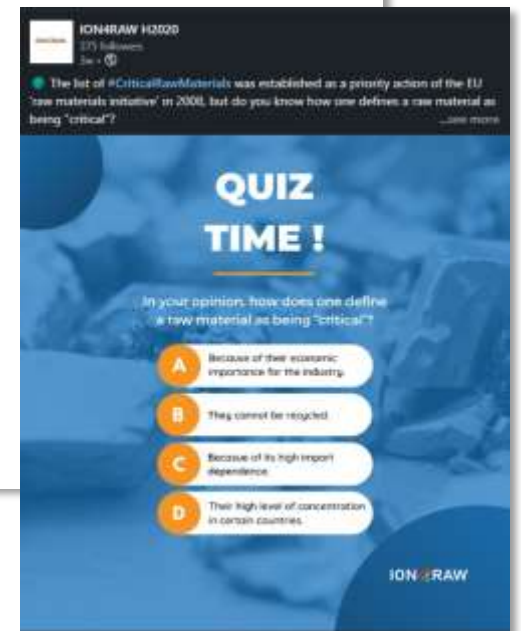 ION4RAW H2020
375 followers
3w •
The list of #CriticalRawMaterials was established as a priority action of the EU
'raw materials initiative' in 2008, but do you know how one defines a raw material as
being "critical"?
...see more
QUIZ
TIME !
In your opinion, how does one define
a raw material as being "critical"?
A
Because of their economic
importance for the industry.
B
They cannot be recycled.
C
Because of its high import
dependence.
D
Their high level of concentration
in certain countries.
ION4RAW